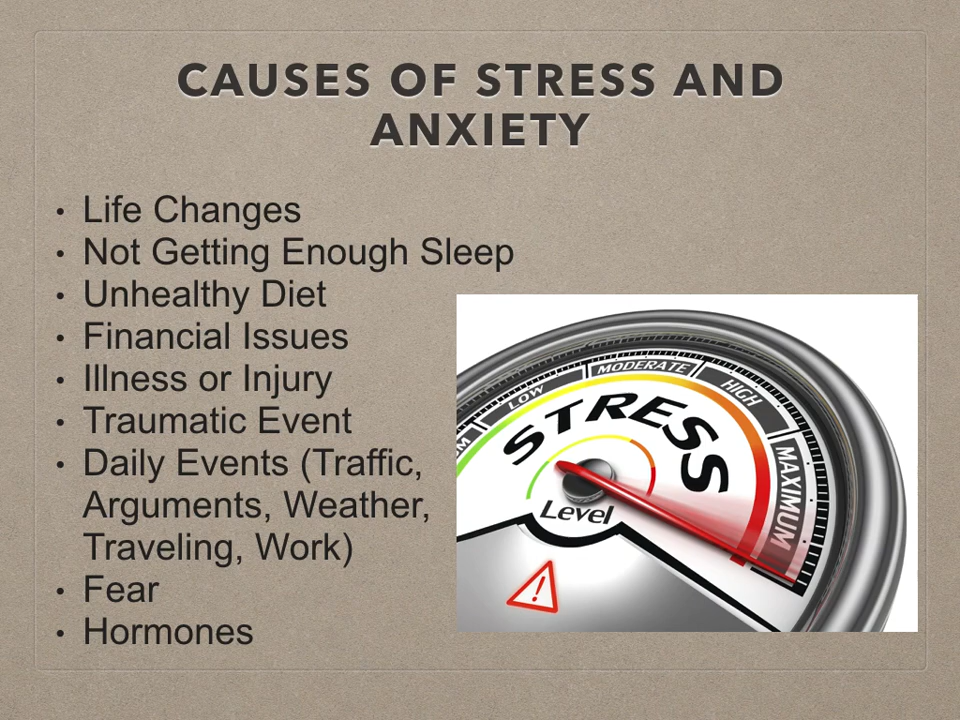 CAUSES OF STRESS AND
ANXIETY
• Life Changes
• Not Getting Enough Sleep
• Unhealthy Diet
• Financial Issues
• Illness or Injury
• Traumatic Event
• Daily Events (Traffic,
Arguments, Weather,
Traveling, Work)
• Fear
• Hormones
LOW
MODERATE
HIGH
MAXIMUM
STRESS
Level
!